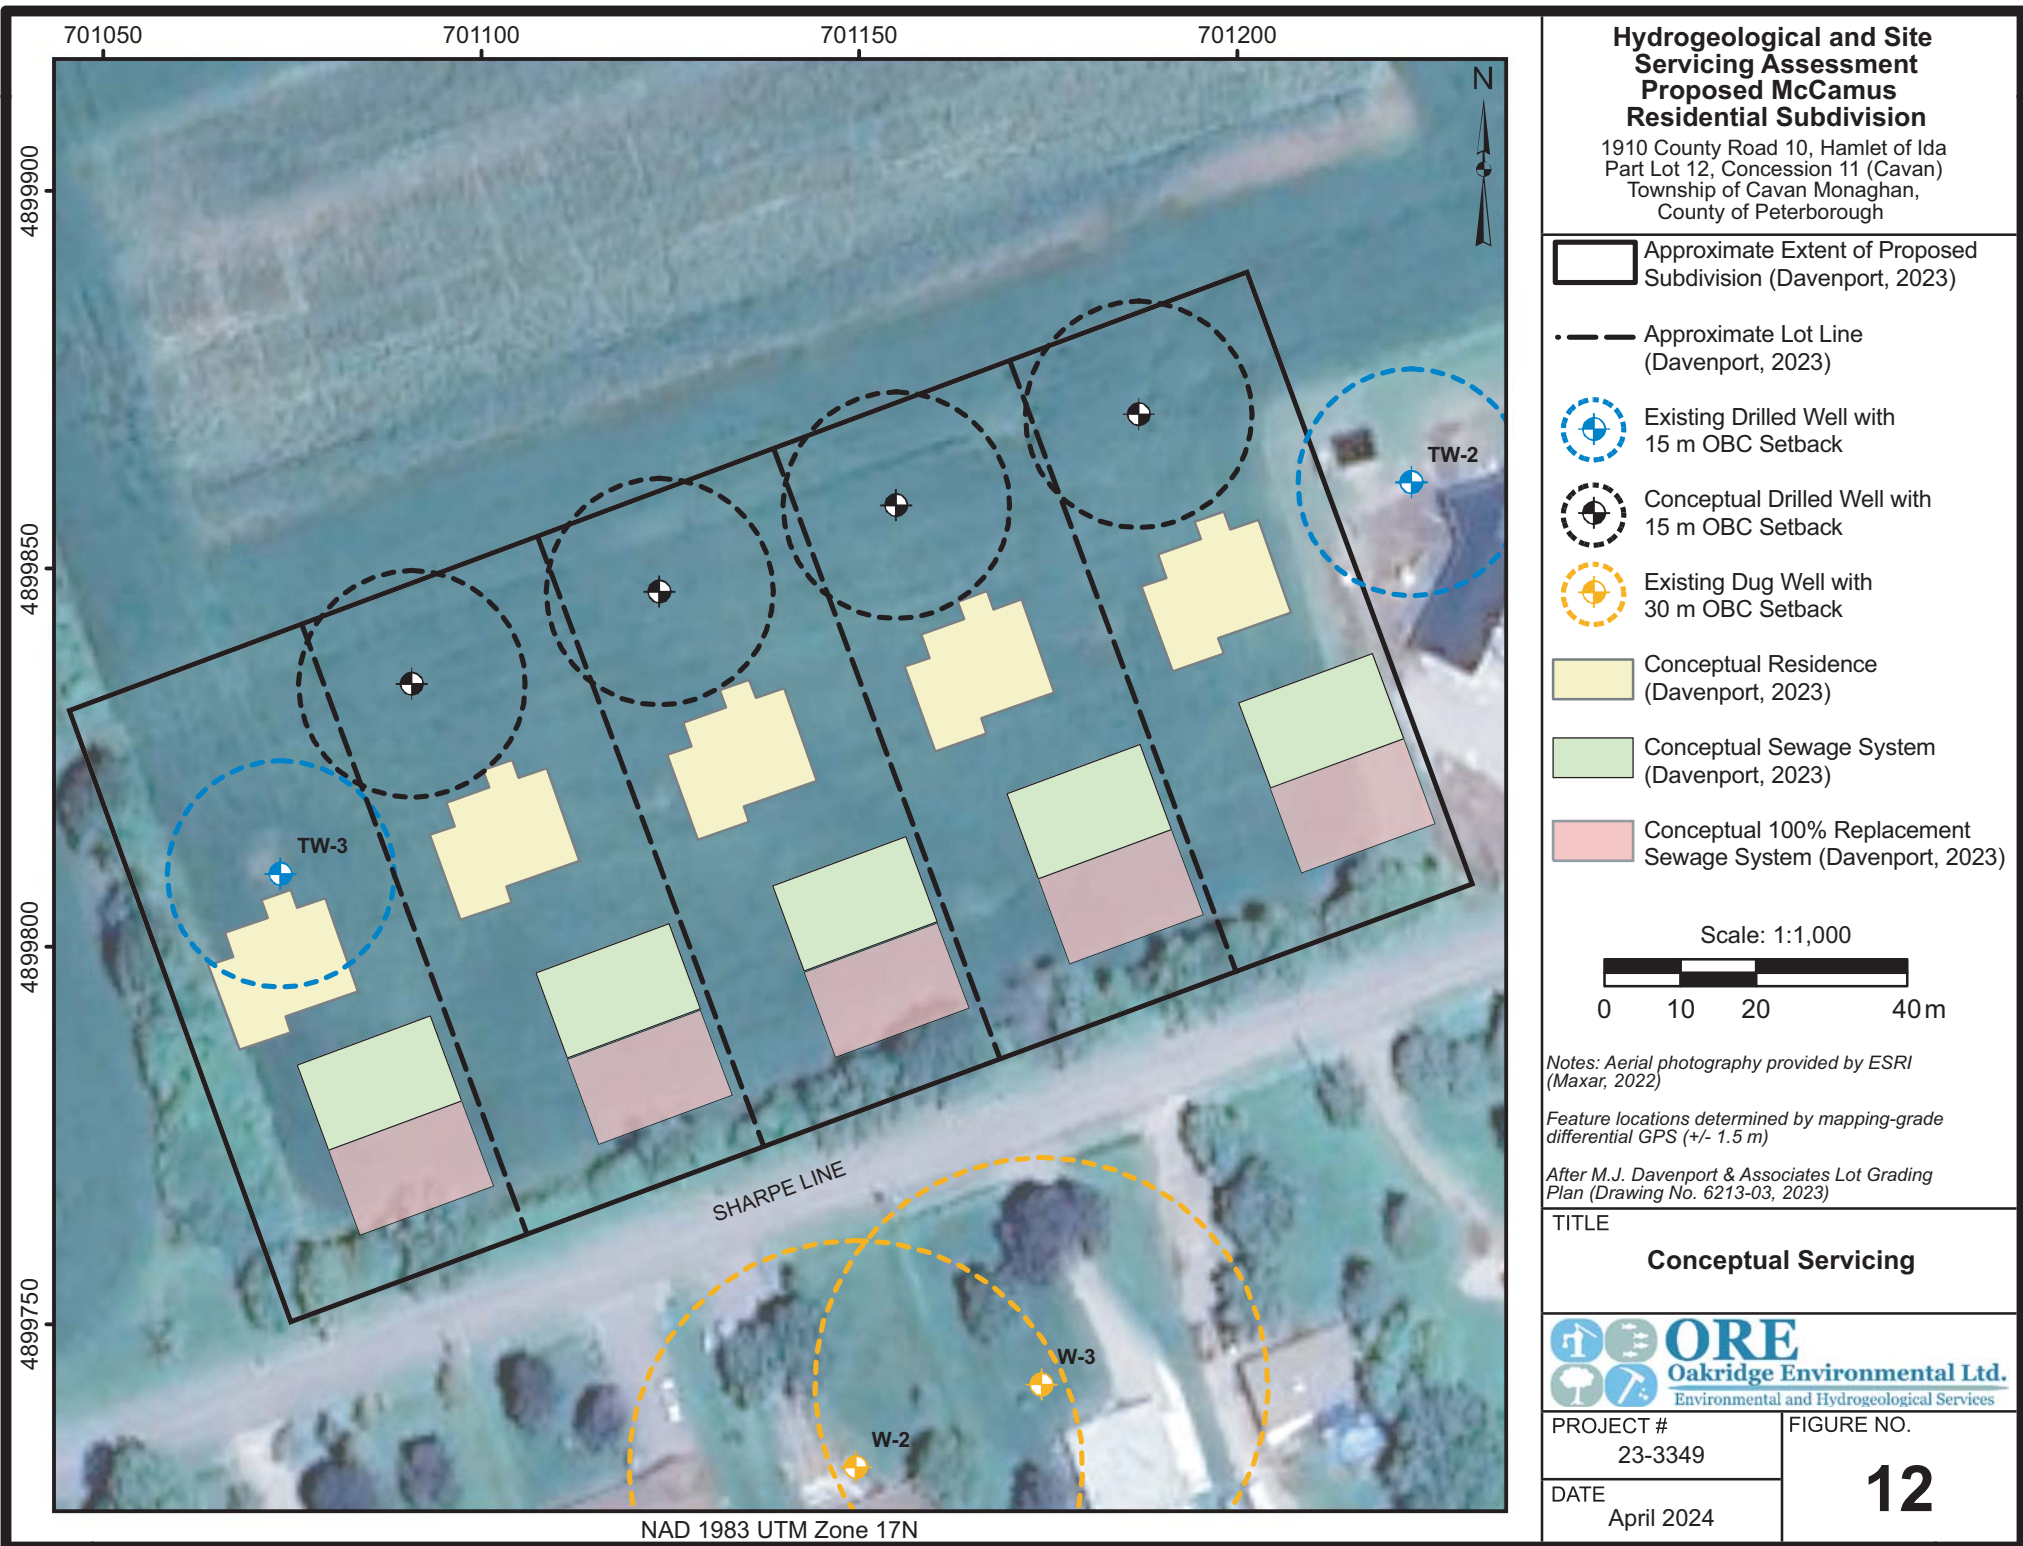 701050
701100
701150
701200
4899900
4899850
4899800
4899750
N
TW-2
TW-3
SHARPE LINE
W-3
W-2
NAD 1983 UTM Zone 17N
Hydrogeological and Site
Servicing Assessment
Proposed McCamus
Residential Subdivision
1910 County Road 10, Hamlet of Ida
Part Lot 12, Concession 11 (Cavan)
Township of Cavan Monaghan,
County of Peterborough
Approximate Extent of Proposed
Subdivision (Davenport, 2023)
Approximate Lot Line
(Davenport, 2023)
Existing Drilled Well with
15 m OBC Setback
Conceptual Drilled Well with
15 m OBC Setback
Existing Dug Well with
30 m OBC Setback
Conceptual Residence
(Davenport, 2023)
Conceptual Sewage System
(Davenport, 2023)
Conceptual 100% Replacement
Sewage System (Davenport, 2023)
Scale: 1:1,000
0 10 20 40 m
Notes: Aerial photography provided by ESRI
(Maxar, 2022)
Feature locations determined by mapping-grade
differential GPS (+/- 1.5 m)
After M.J. Davenport & Associates Lot Grading
Plan (Drawing No. 6213-03, 2023)
TITLE
Conceptual Servicing
ORE
Oakridge Environmental Ltd.
Environmental and Hydrogeological Services
PROJECT #
23-3349
FIGURE NO.
12
DATE
April 2024